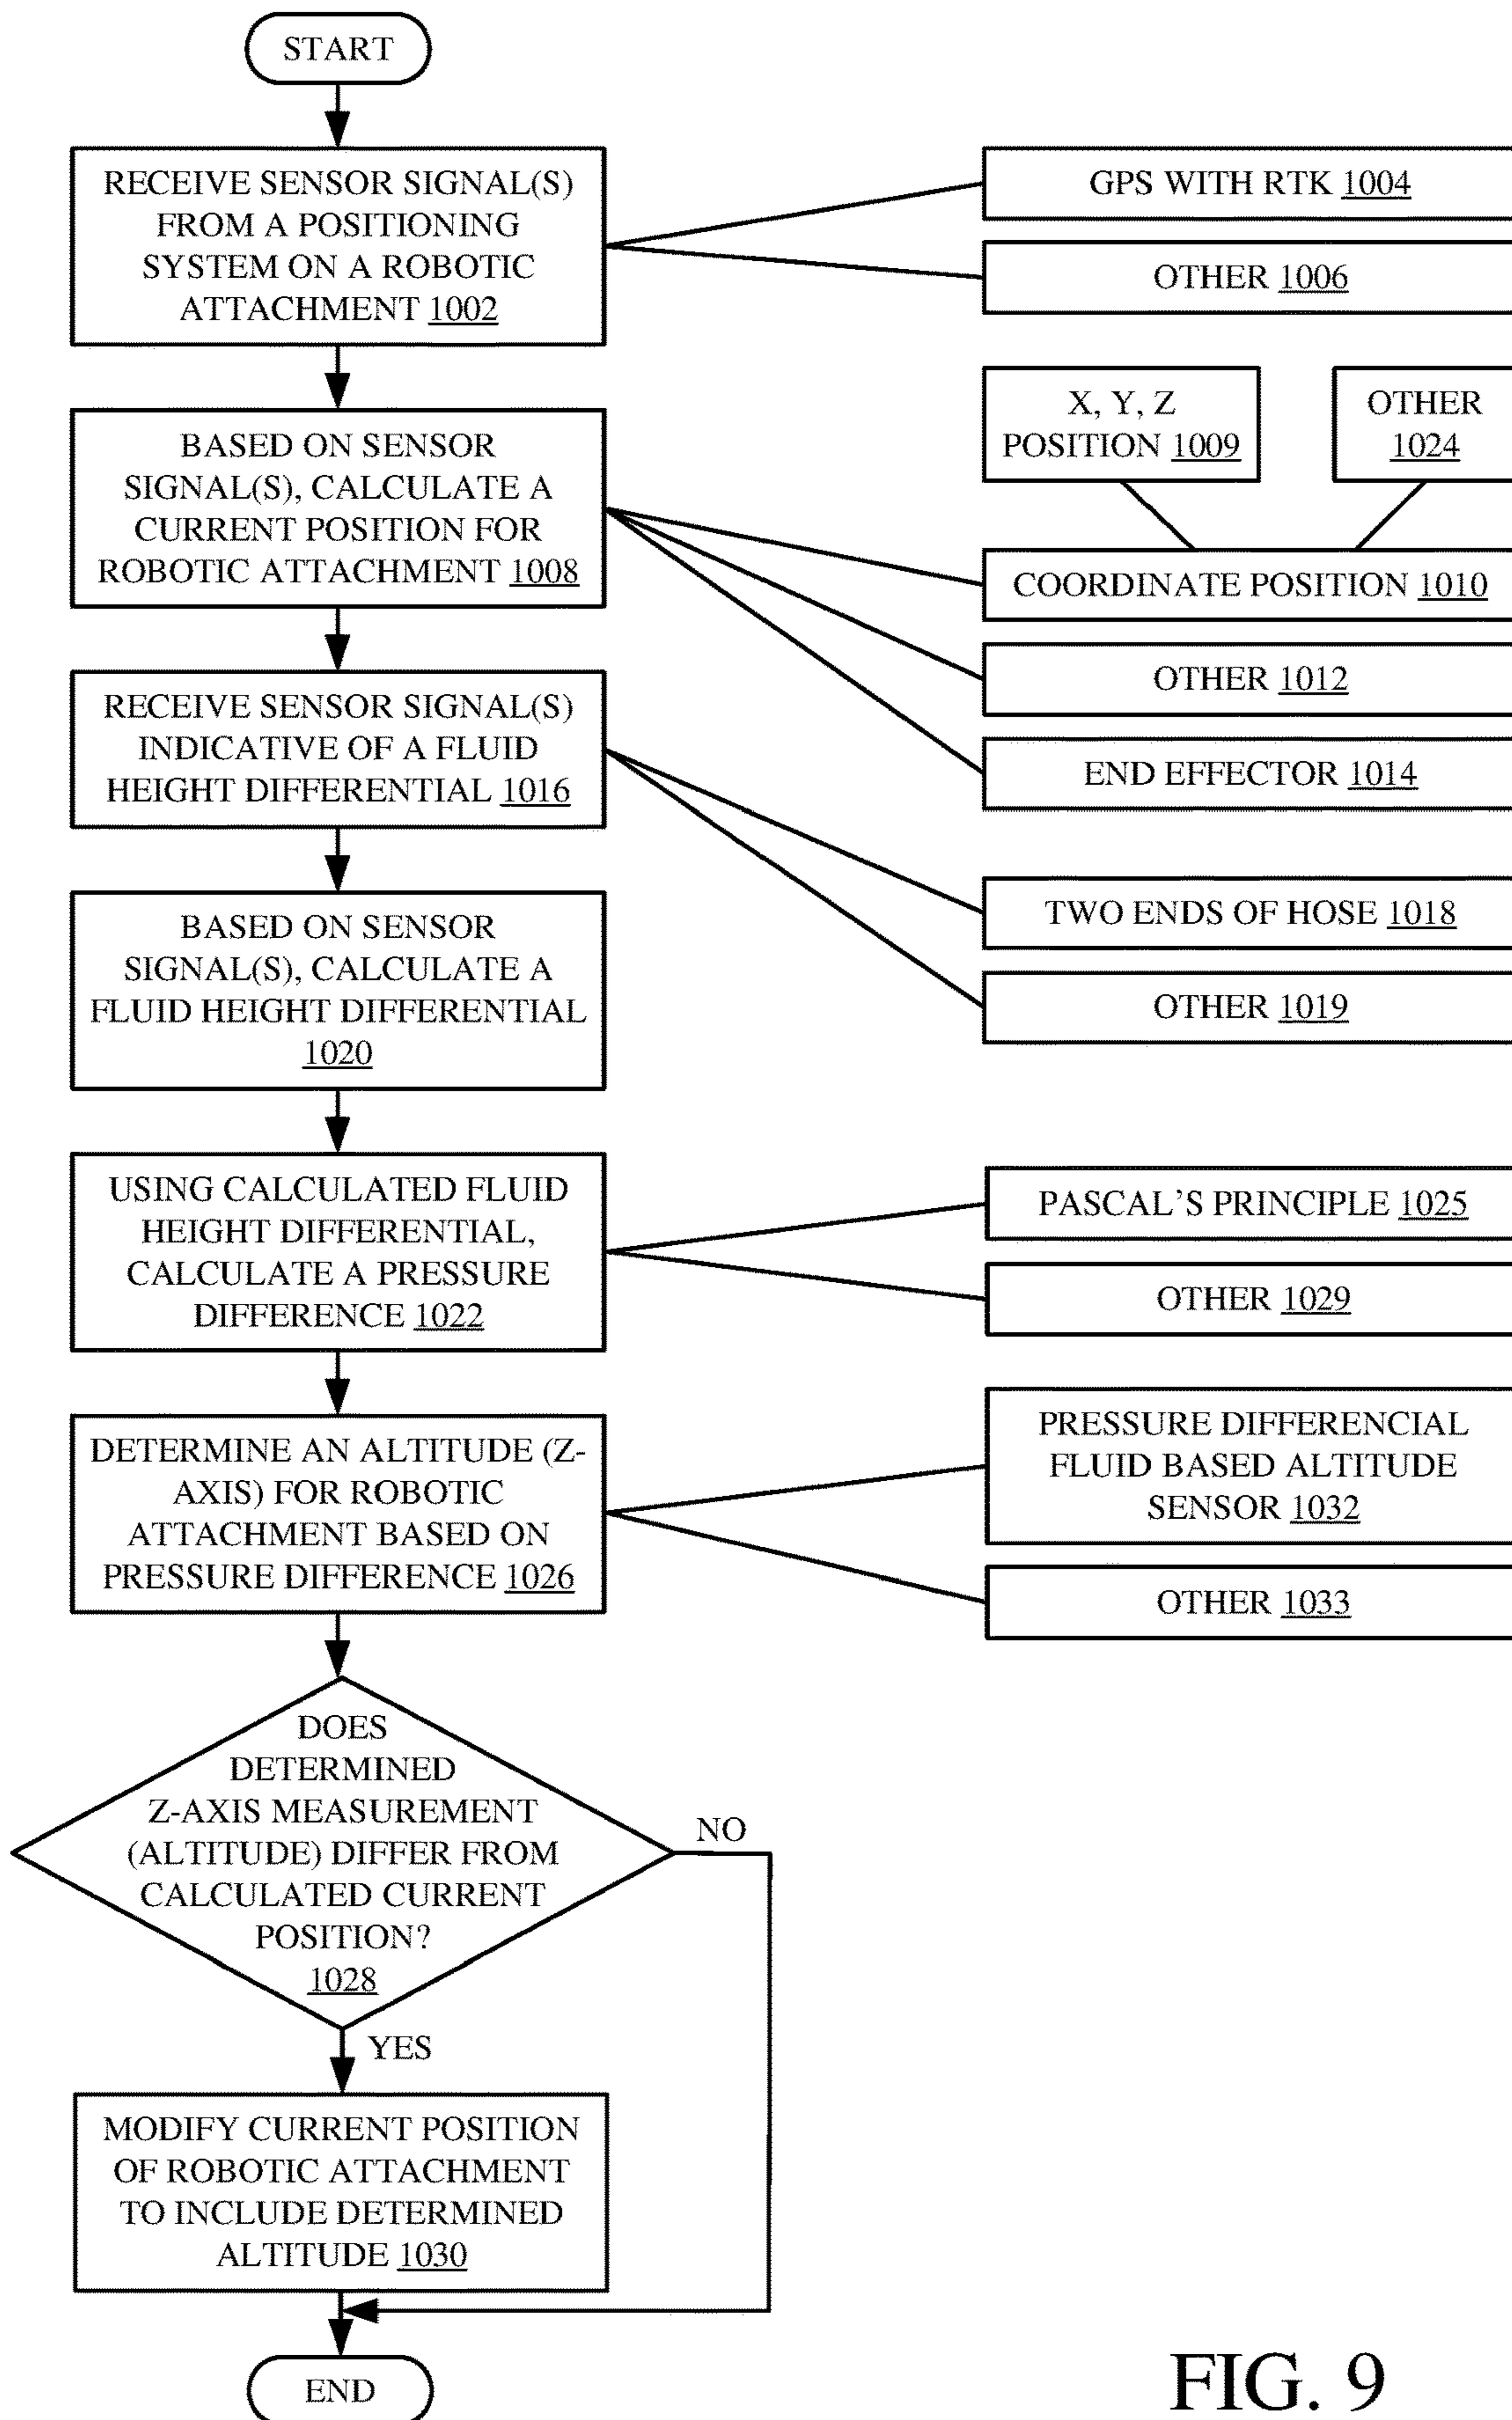 START
RECEIVE SENSOR SIGNAL(S)
FROM A POSITIONING
SYSTEM ON A ROBOTIC
ATTACHMENT 1002
GPS WITH RTK 1004
OTHER 1006
BASED ON SENSOR
SIGNAL(S), CALCULATE A
CURRENT POSITION FOR
ROBOTIC ATTACHMENT 1008
X, Y, Z
POSITION 1009
OTHER
1024
COORDINATE POSITION 1010
OTHER 1012
END EFFECTOR 1014
RECEIVE SENSOR SIGNAL(S)
INDICATIVE OF A FLUID
HEIGHT DIFFERENTIAL 1016
TWO ENDS OF HOSE 1018
OTHER 1019
BASED ON SENSOR
SIGNAL(S), CALCULATE A
FLUID HEIGHT DIFFERENTIAL
1020
USING CALCULATED FLUID
HEIGHT DIFFERENTIAL,
CALCULATE A PRESSURE
DIFFERENCE 1022
PASCAL'S PRINCIPLE 1025
OTHER 1029
DETERMINE AN ALTITUDE (Z-
AXIS) FOR ROBOTIC
ATTACHMENT BASED ON
PRESSURE DIFFERENCE 1026
PRESSURE DIFFERENCIAL
FLUID BASED ALTITUDE
SENSOR 1032
OTHER 1033
DOES
DETERMINED
Z-AXIS MEASUREMENT
(ALTITUDE) DIFFER FROM
CALCULATED CURRENT
POSITION?
1028
NO
YES
MODIFY CURRENT POSITION
OF ROBOTIC ATTACHMENT
TO INCLUDE DETERMINED
ALTITUDE 1030
END
FIG. 9